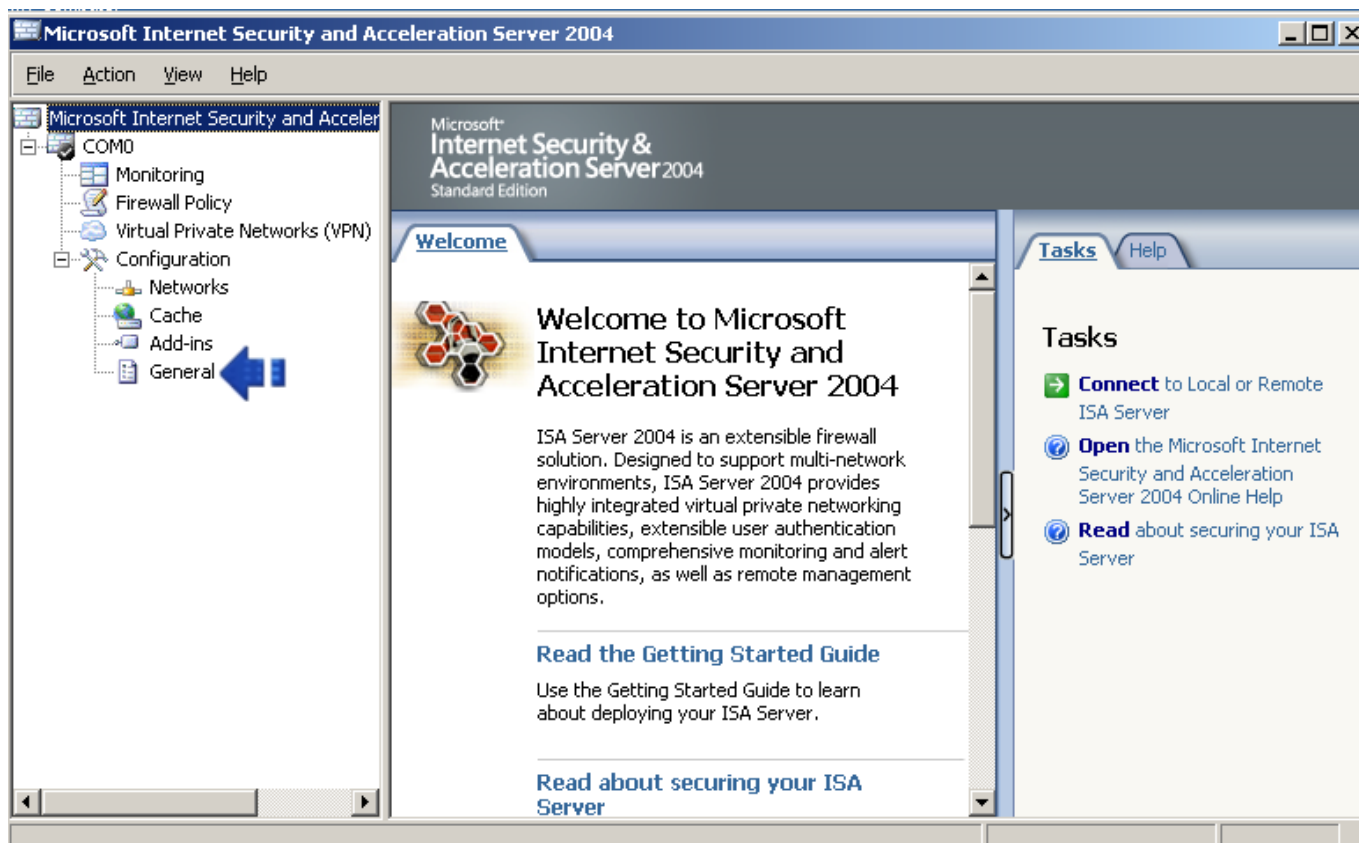 Microsoft Internet Security and Acceleration Server 2004
File Action View Help
Microsoft Internet Security and Acceler
COM0
Monitoring
Firewall Policy
Virtual Private Networks (VPN)
Configuration
Networks
Cache
Add-ins
General
Microsoft
Internet Security &
Acceleration Server 2004
Standard Edition
Welcome
Welcome to Microsoft
Internet Security and
Acceleration Server 2004
ISA Server 2004 is an extensible firewall
solution. Designed to support multi-network
environments, ISA Server 2004 provides
highly integrated virtual private networking
capabilities, extensible user authentication
models, comprehensive monitoring and alert
notifications, as well as remote management
options.
Read the Getting Started Guide
Use the Getting Started Guide to learn
about deploying your ISA Server.
Read about securing your ISA
Server
Tasks Help
Tasks
Connect to Local or Remote
ISA Server
Open the Microsoft Internet
Security and Acceleration
Server 2004 Online Help
Read about securing your ISA
Server